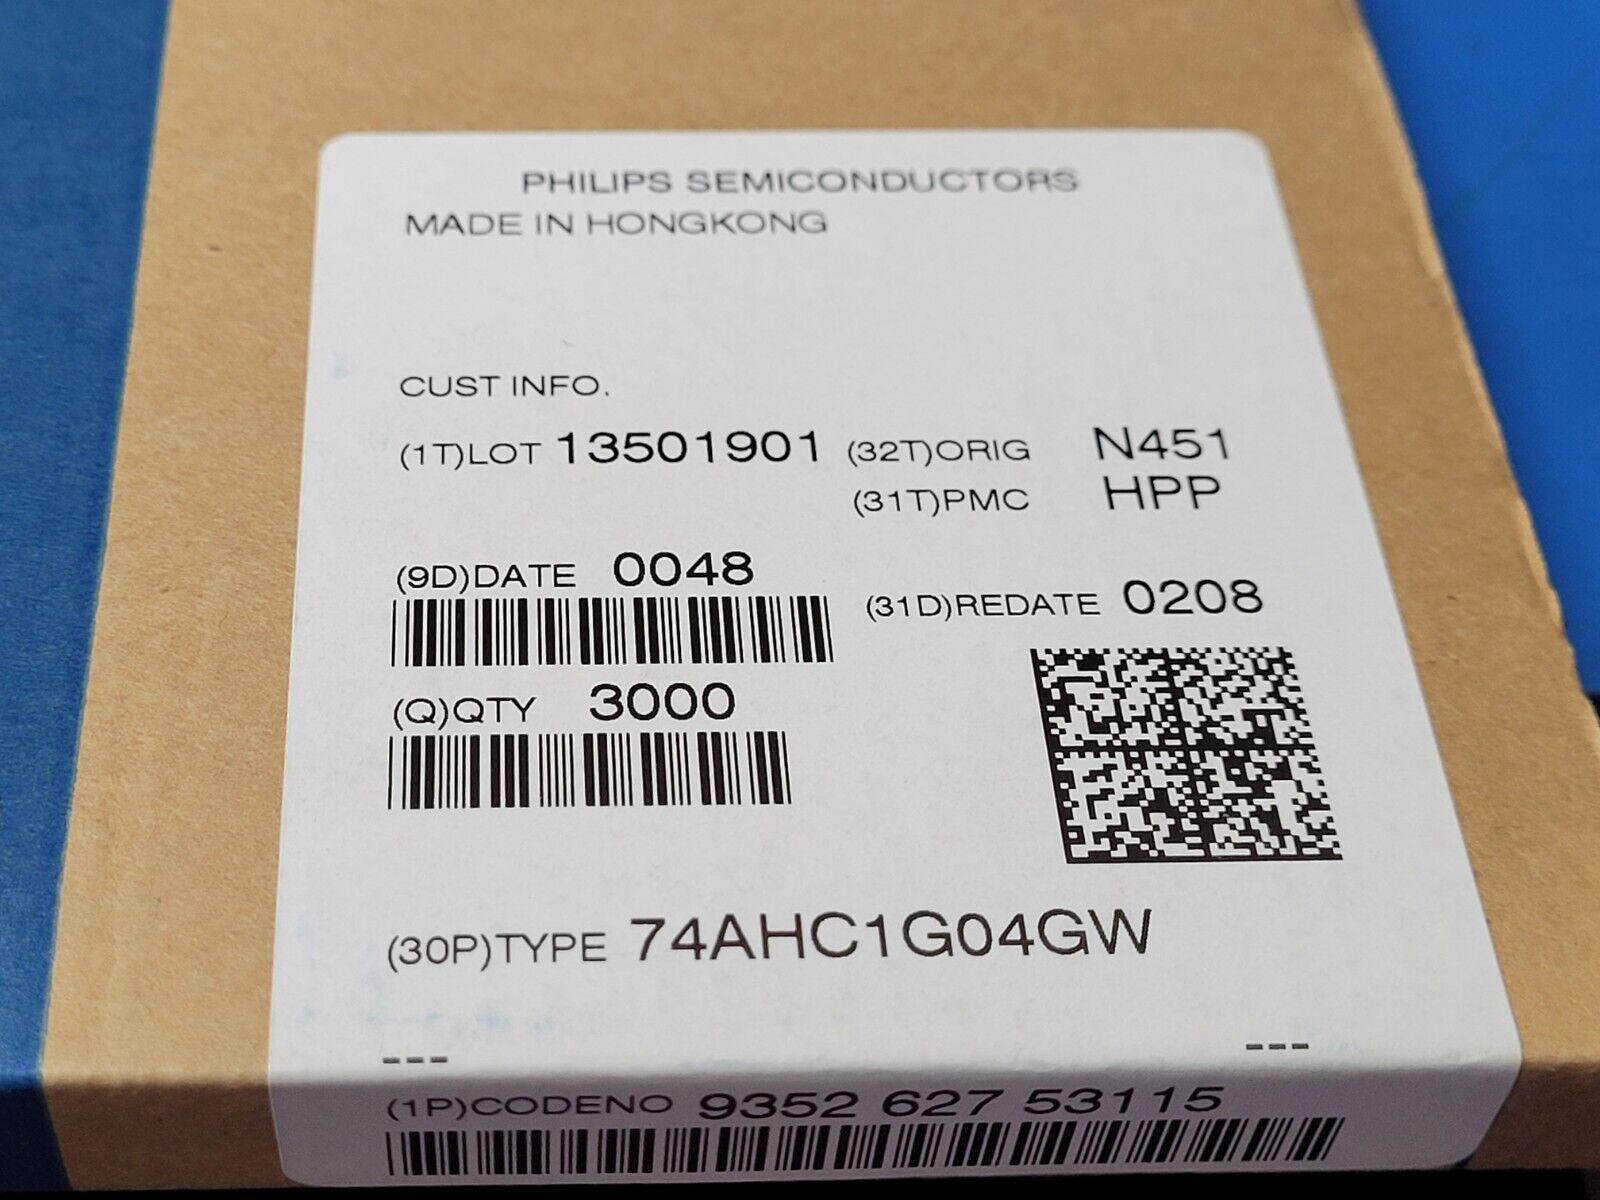 PHILIPS SEMICONDUCTORS
MADE IN HONGKONG
CUST INFO.
(1T)LOT 13501901 (32T)ORIG N451
(31T)PMC HPP
(9D)DATE 0048
(31D)REDATE 0208
(Q)QTY 3000
(30P)TYPE 74AHC1G04GW
--- ---
(1P)CODENO 9352 627 53115